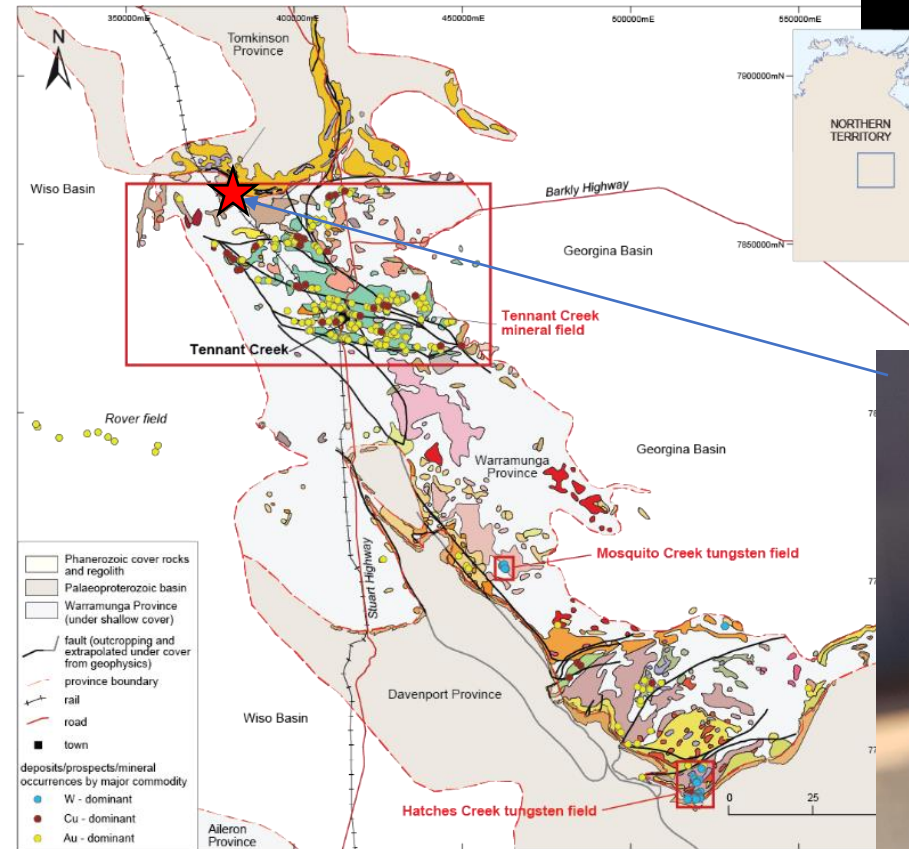 350000mE
400000mE
450000mE
500000mE
550000mE
N
Tomkinson
Province
7900000mN
NORTHERN
TERRITORY
Wiso Basin
Barkly Highway
7850000mN
Georgina Basin
Tennant Creek
mineral field
Tennant Creek
Rover field
Georgina Basin
Warramunga
Province
Mosquito Creek tungsten field
Stuart Highway
Phanerozoic cover rocks
and regolith
Palaeoproterozoic basin
Warramunga Province
(under shallow cover)
fault (outcropping and
extrapolated under cover
from geophysics)
province boundary
rail
road
town
deposits/prospects/mineral
occurrences by major commodity
W - dominant
Cu - dominant
Au - dominant
Davenport Province
Wiso Basin
Hatches Creek tungsten field
0
25
Aileron
Province